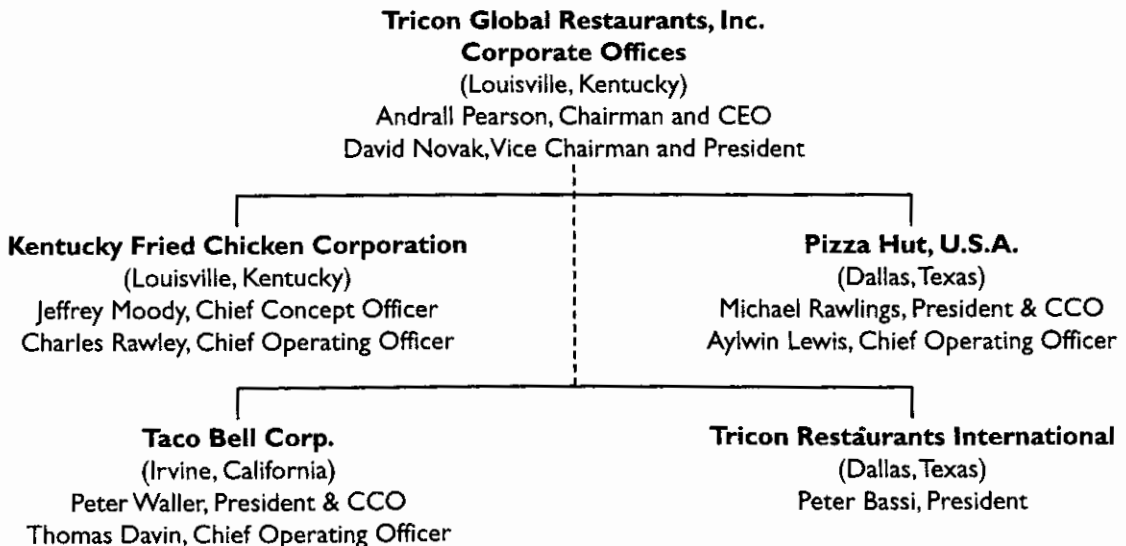 Tricon Global Restaurants, Inc.
Corporate Offices
(Louisville, Kentucky)
Andrall Pearson, Chairman and CEO
David Novak, Vice Chairman and President
Kentucky Fried Chicken Corporation
(Louisville, Kentucky)
Jeffrey Moody, Chief Concept Officer
Charles Rawley, Chief Operating Officer
Pizza Hut, U.S.A.
(Dallas, Texas)
Michael Rawlings, President & CCO
Aylwin Lewis, Chief Operating Officer
Taco Bell Corp.
(Irvine, California)
Peter Waller, President & CCO
Thomas Davin, Chief Operating Officer
Tricon Restaurants International
(Dallas, Texas)
Peter Bassi, President